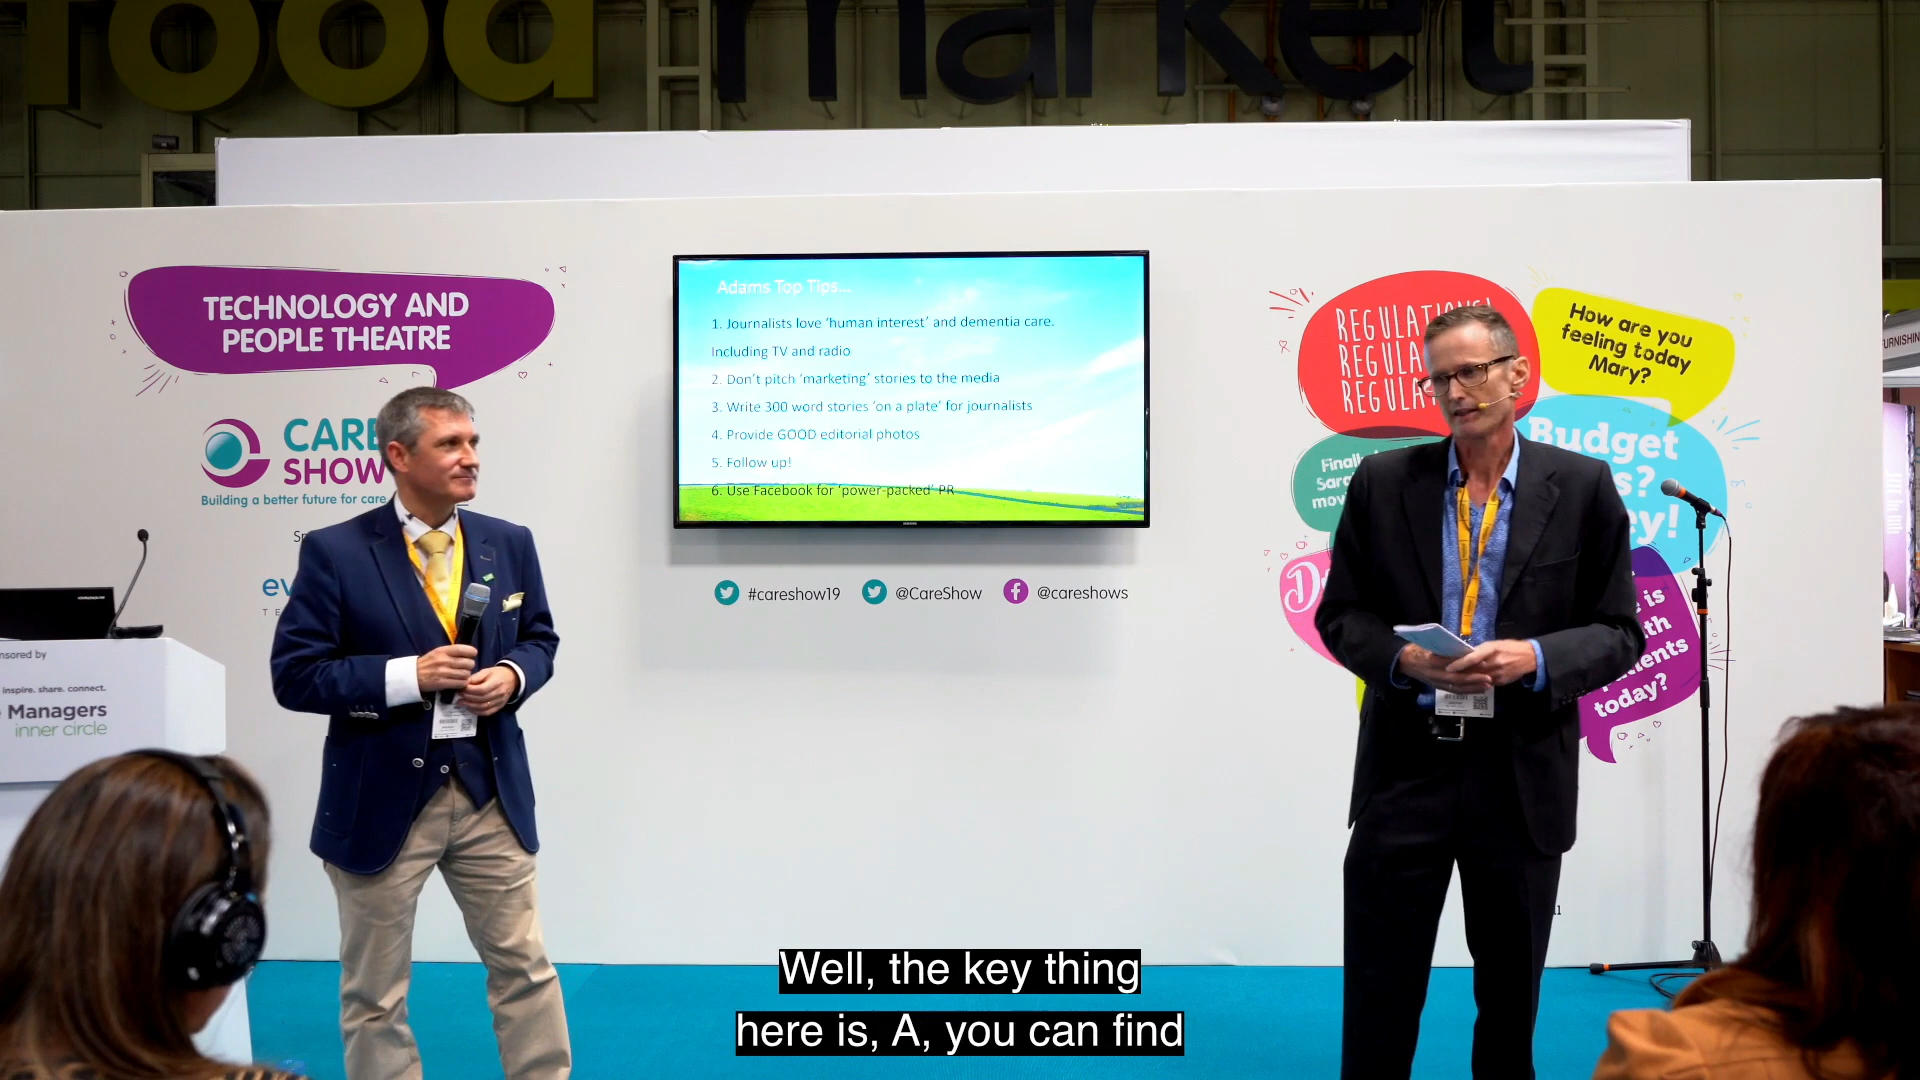 food market
TECHNOLOGY AND
PEOPLE THEATRE
CARE
SHOW
Building a better future for care
Adams Top Tips...
1. Journalists love 'human interest' and dementia care.
Including TV and radio
2. Don't pitch 'marketing' stories to the media
3. Write 300 word stories 'on a plate' for journalists
4. Provide GOOD editorial photos
5. Follow up!
6. Use Facebook for 'power-packed' PR
SAMSUNG
#careshow19
@CareShow
@careshows
How are you
feeling today
Mary?
Budget
today?
inspire. share. connect.
Managers
inner circle
Well, the key thing
here is, A, you can find